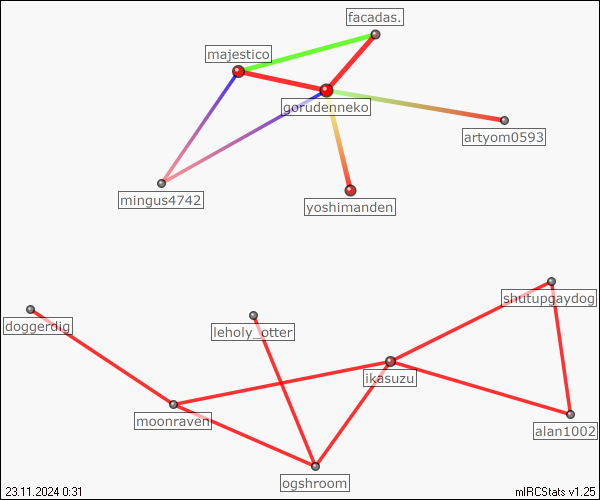 facadas.
majestico
gorudenneko
artyom0593
mingus4742
yoshimanden
shutupgaydog
doggerdig
leholy_otter
ikasuzu
moonraven
alan1002
ogshroom
23.11.2024 0:31
mIRCStats v1.25